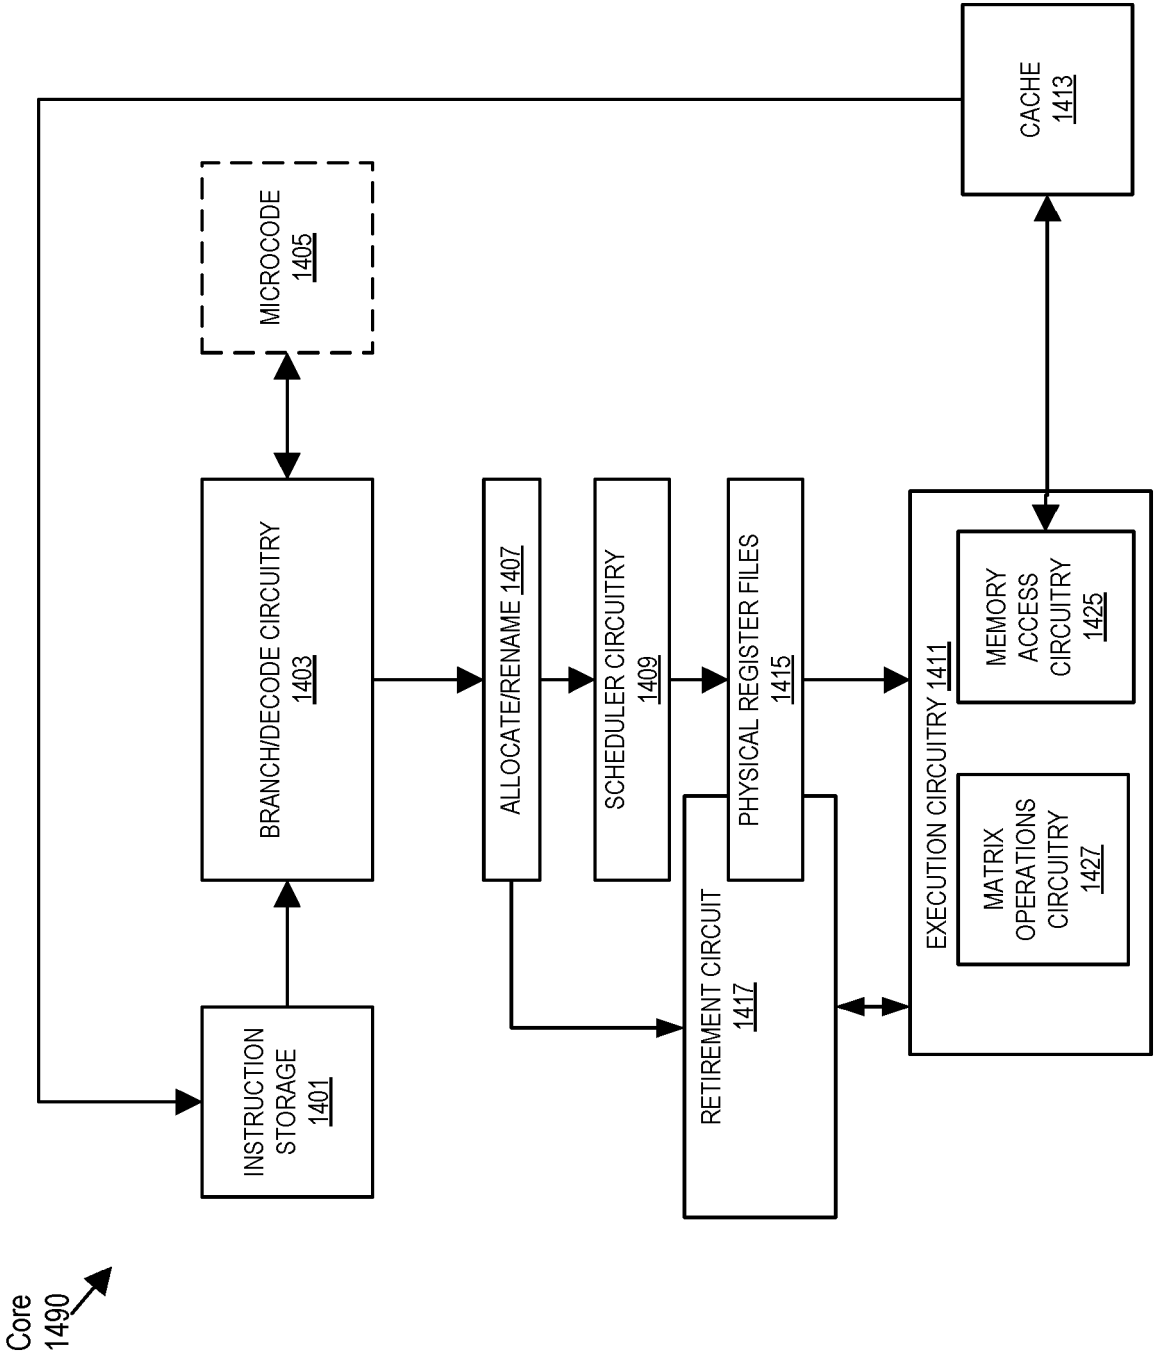 Core
1490
INSTRUCTION
STORAGE
1401
BRANCH/DECODE CIRCUITRY
1403
MICROCODE
1405
ALLOCATE/RENAME 1407
SCHEDULER CIRCUITRY
1409
RETIREMENT CIRCUIT
1417
PHYSICAL REGISTER FILES
1415
EXECUTION CIRCUITRY 1411
MATRIX
OPERATIONS
CIRCUITRY
1427
MEMORY
ACCESS
CIRCUITRY
1425
CACHE
1413